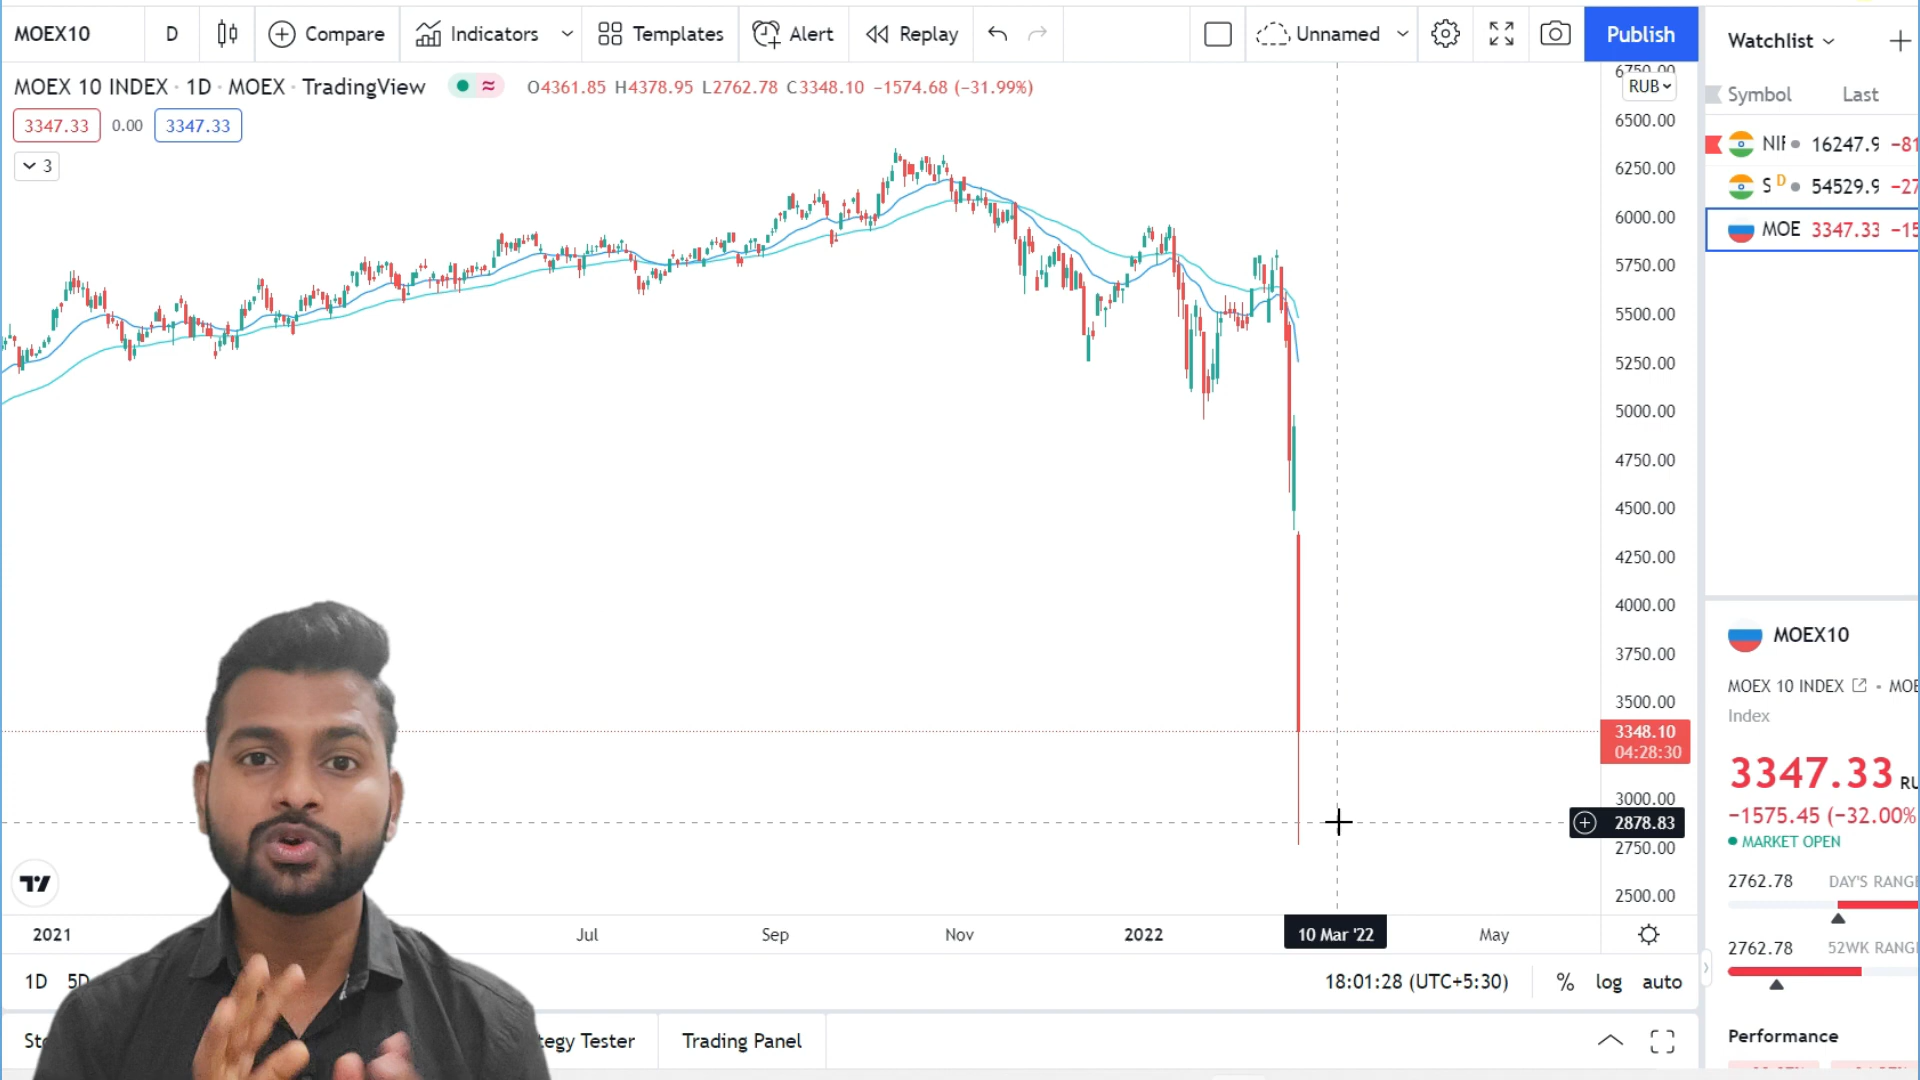 MOEX10 D Compare Indicators Templates Alert Replay Unnamed Publish
MOEX 10 INDEX · 1D · MOEX · TradingView O4361.85 H4378.95 L2762.78 C3348.10 −1574.68 (−31.99%)
3347.33 0.00 3347.33
3
RUB
6500.00
6250.00
6000.00
5750.00
5500.00
5250.00
5000.00
4750.00
4500.00
4250.00
4000.00
3750.00
3500.00
3348.10
04:28:30
3000.00
2878.83
2750.00
2500.00
2021 Jul Sep Nov 2022 10 Mar '22 May
1D 5D 18:01:28 (UTC+5:30) % log auto
tegy Tester Trading Panel
Watchlist
Symbol Last
NIF 16247.9 −81
S D 54529.9 −27
MOE 3347.33 −15
MOEX10
MOEX 10 INDEX · MOE
Index
3347.33 RU
−1575.45 (−32.00%
MARKET OPEN
2762.78 DAY'S RANGE
2762.78 52WK RANGE
Performance